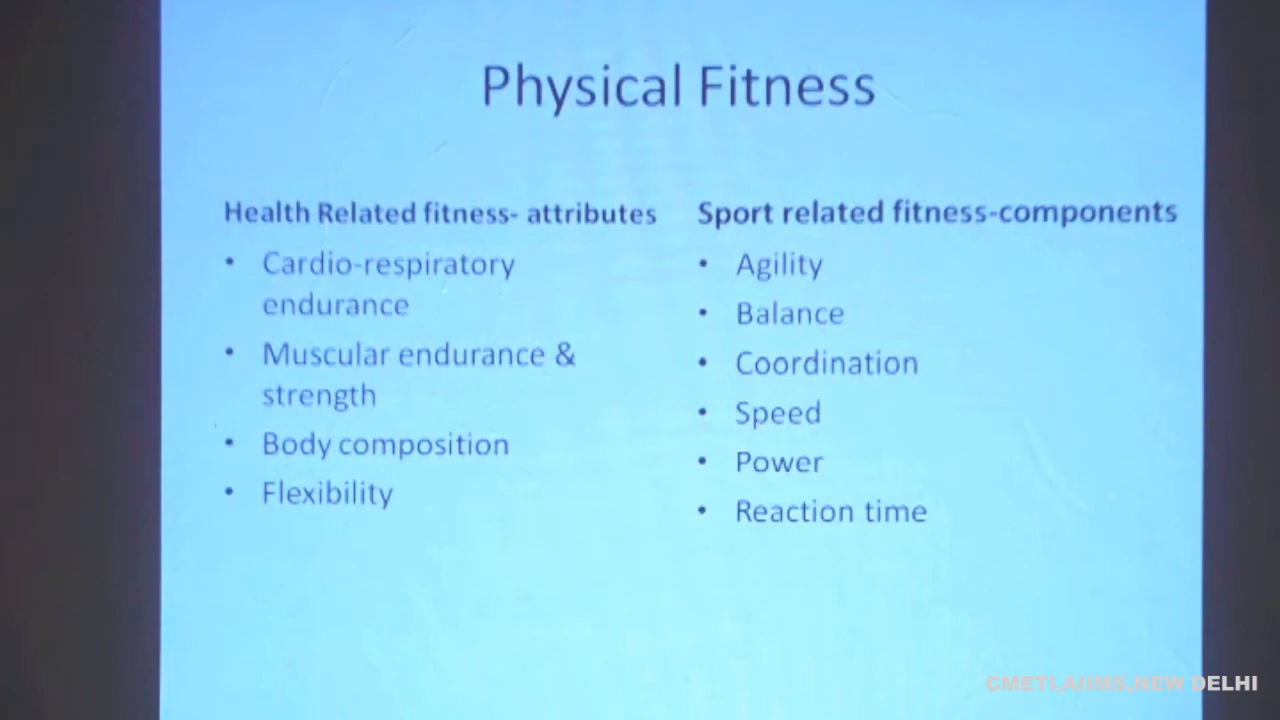 Physical Fitness
Health Related fitness- attributes
• Cardio-respiratory
endurance
• Muscular endurance &
strength
• Body composition
• Flexibility
Sport related fitness-components
• Agility
• Balance
• Coordination
• Speed
• Power
• Reaction time
CMETI,AIIMS,NEW DELHI